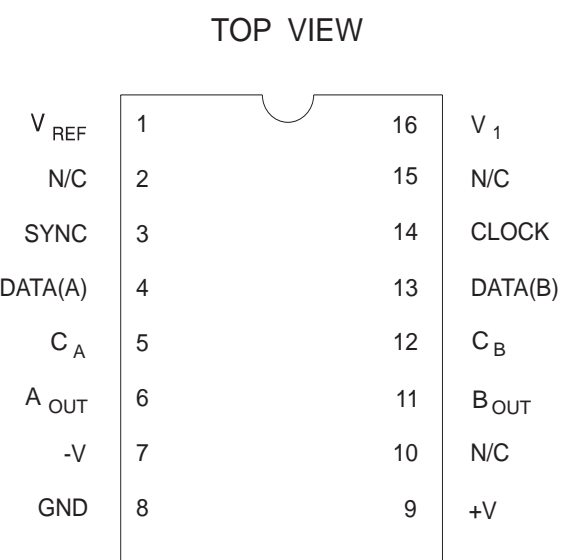 TOP VIEW
V REF 1 16 V 1
N/C 2 15 N/C
SYNC 3 14 CLOCK
DATA(A) 4 13 DATA(B)
C A 5 12 C B
A OUT 6 11 B OUT
-V 7 10 N/C
GND 8 9 +V